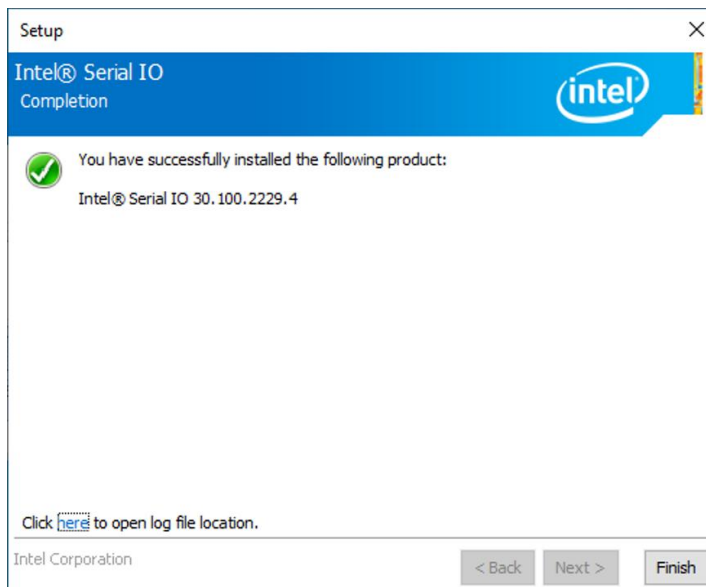 Setup
Intel® Serial IO
Completion
intel
You have successfully installed the following product:
Intel® Serial IO 30.100.2229.4
Click here to open log file location.
Intel Corporation
< Back
Next >
Finish